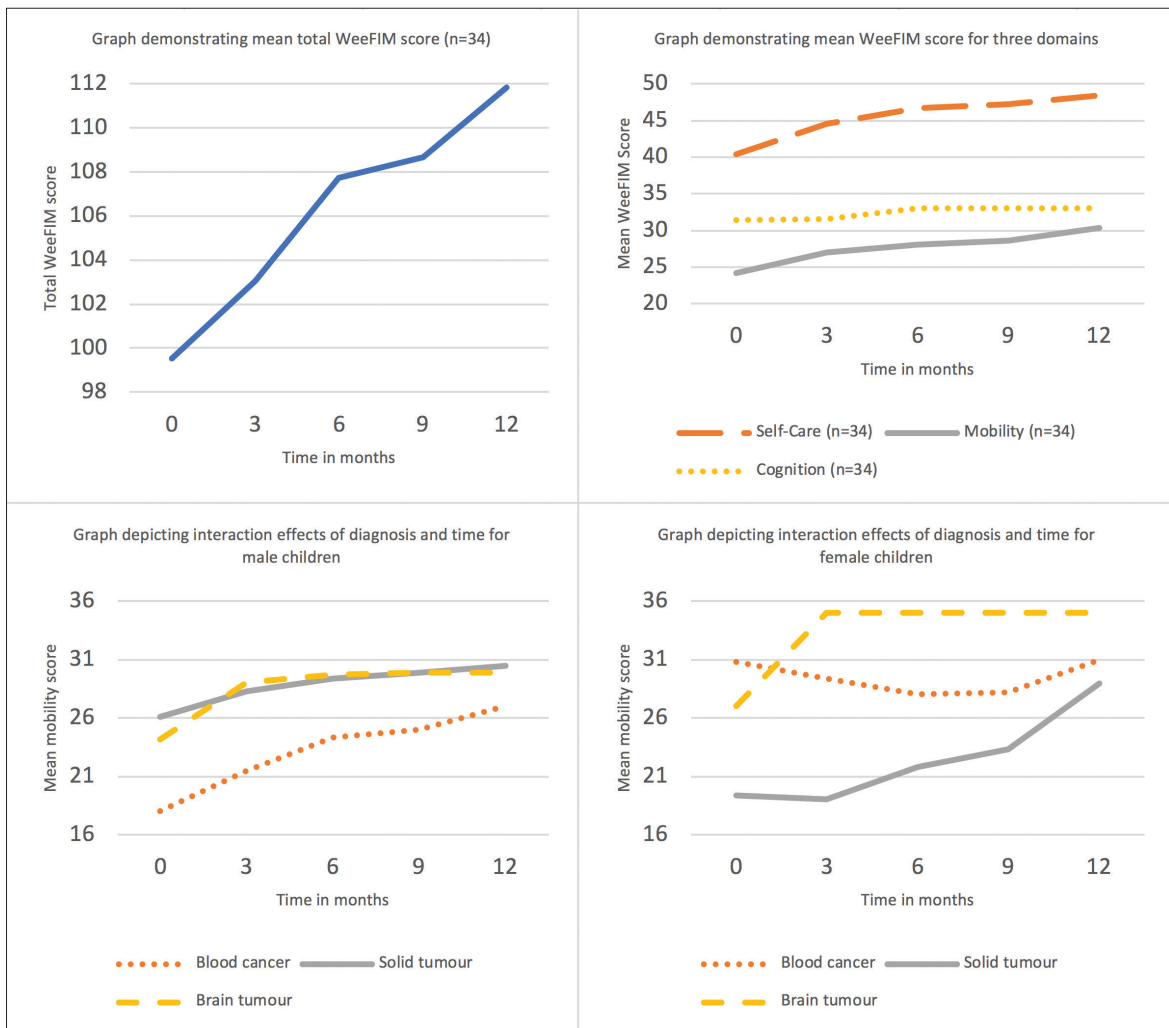 Graph demonstrating mean total WeeFIM score (n=34)
Total WeeFIM score
112
110
108
106
104
102
100
98
0 3 6 9 12
Time in months
Graph demonstrating mean WeeFIM score for three domains
Mean WeeFIM Score
50
45
40
35
30
25
20
0 3 6 9 12
Time in months
Self-Care (n=34) Mobility (n=34)
Cognition (n=34)
Graph depicting interaction effects of diagnosis and time for
male children
Mean mobility score
36
31
26
21
16
0 3 6 9 12
Time in months
Blood cancer Solid tumour
Brain tumour
Graph depicting interaction effects of diagnosis and time for
female children
Mean mobility score
36
31
26
21
16
0 3 6 9 12
Time in months
Blood cancer Solid tumour
Brain tumour